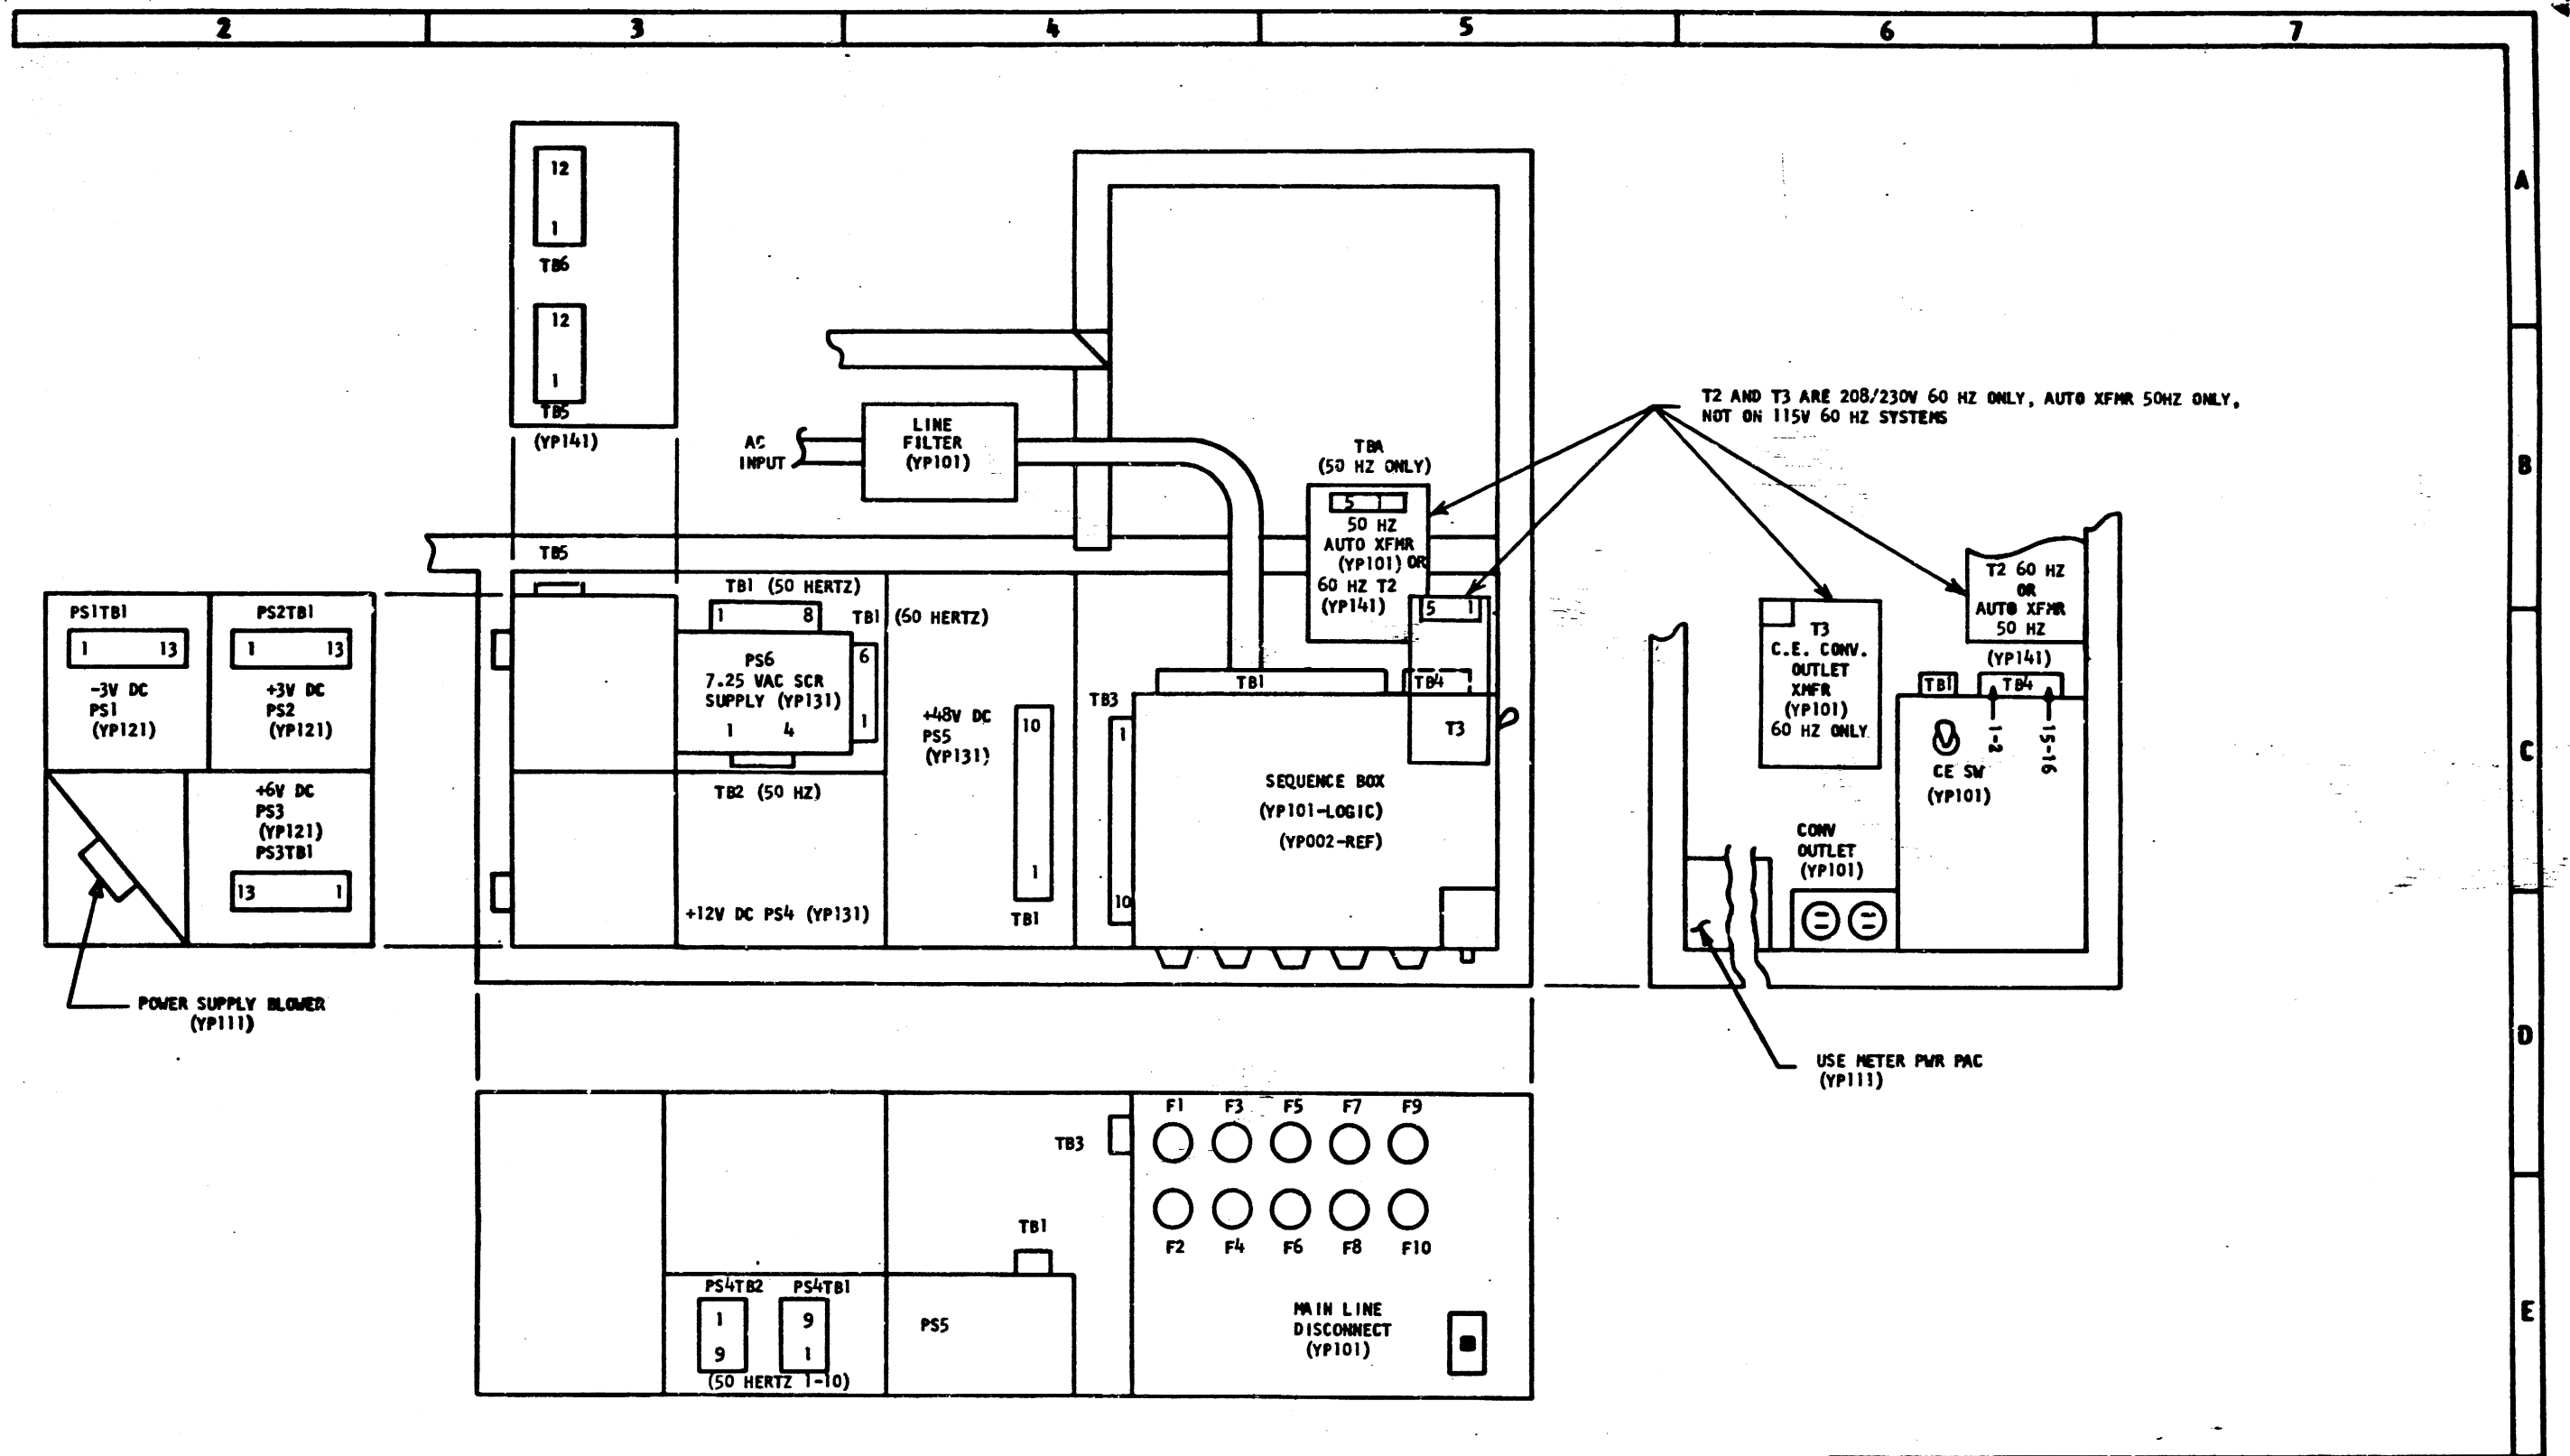 2 3 4 5 6 7
A
B
C
D
E
12
1
TB6
12
1
TB5
(YP141)
AC
INPUT
LINE
FILTER
(YP101)
T2 AND T3 ARE 208/230V 60 HZ ONLY, AUTO XFMR 50HZ ONLY,
NOT ON 115V 60 HZ SYSTEMS
TBA
(50 HZ ONLY)
5 1
50 HZ
AUTO XFMR
(YP101) OR
60 HZ T2
(YP141)
5 1
TB5
PS1TB1
1 13
-3V DC
PS1
(YP121)
PS2TB1
1 13
+3V DC
PS2
(YP121)
+6V DC
PS3
(YP121)
PS3TB1
13 1
POWER SUPPLY BLOWER
(YP111)
TB1 (50 HERTZ)
1 8
TB1 (60 HERTZ)
6
1
PS6
7.25 VAC SCR
SUPPLY (YP131)
1 4
TB2 (50 HZ)
+12V DC PS4 (YP131)
+48V DC
PS5
(YP131)
10
1
TB1
TB3
1
10
TB1
TB4
T3
SEQUENCE BOX
(YP101-LOGIC)
(YP002-REF)
T3
C.E. CONV.
OUTLET
XMFR
(YP101)
60 HZ ONLY
T2 60 HZ
OR
AUTO XFMR
50 HZ
(YP141)
TB1
TB4
1-2
15-16
CE SW
(YP101)
CONV
OUTLET
(YP101)
USE METER PWR PAC
(YP111)
TB3
F1 F3 F5 F7 F9
F2 F4 F6 F8 F10
TB1
PS4TB2 PS4TB1
1 9
9 1
(50 HERTZ 1-10)
PS5
MAIN LINE
DISCONNECT
(YP101)